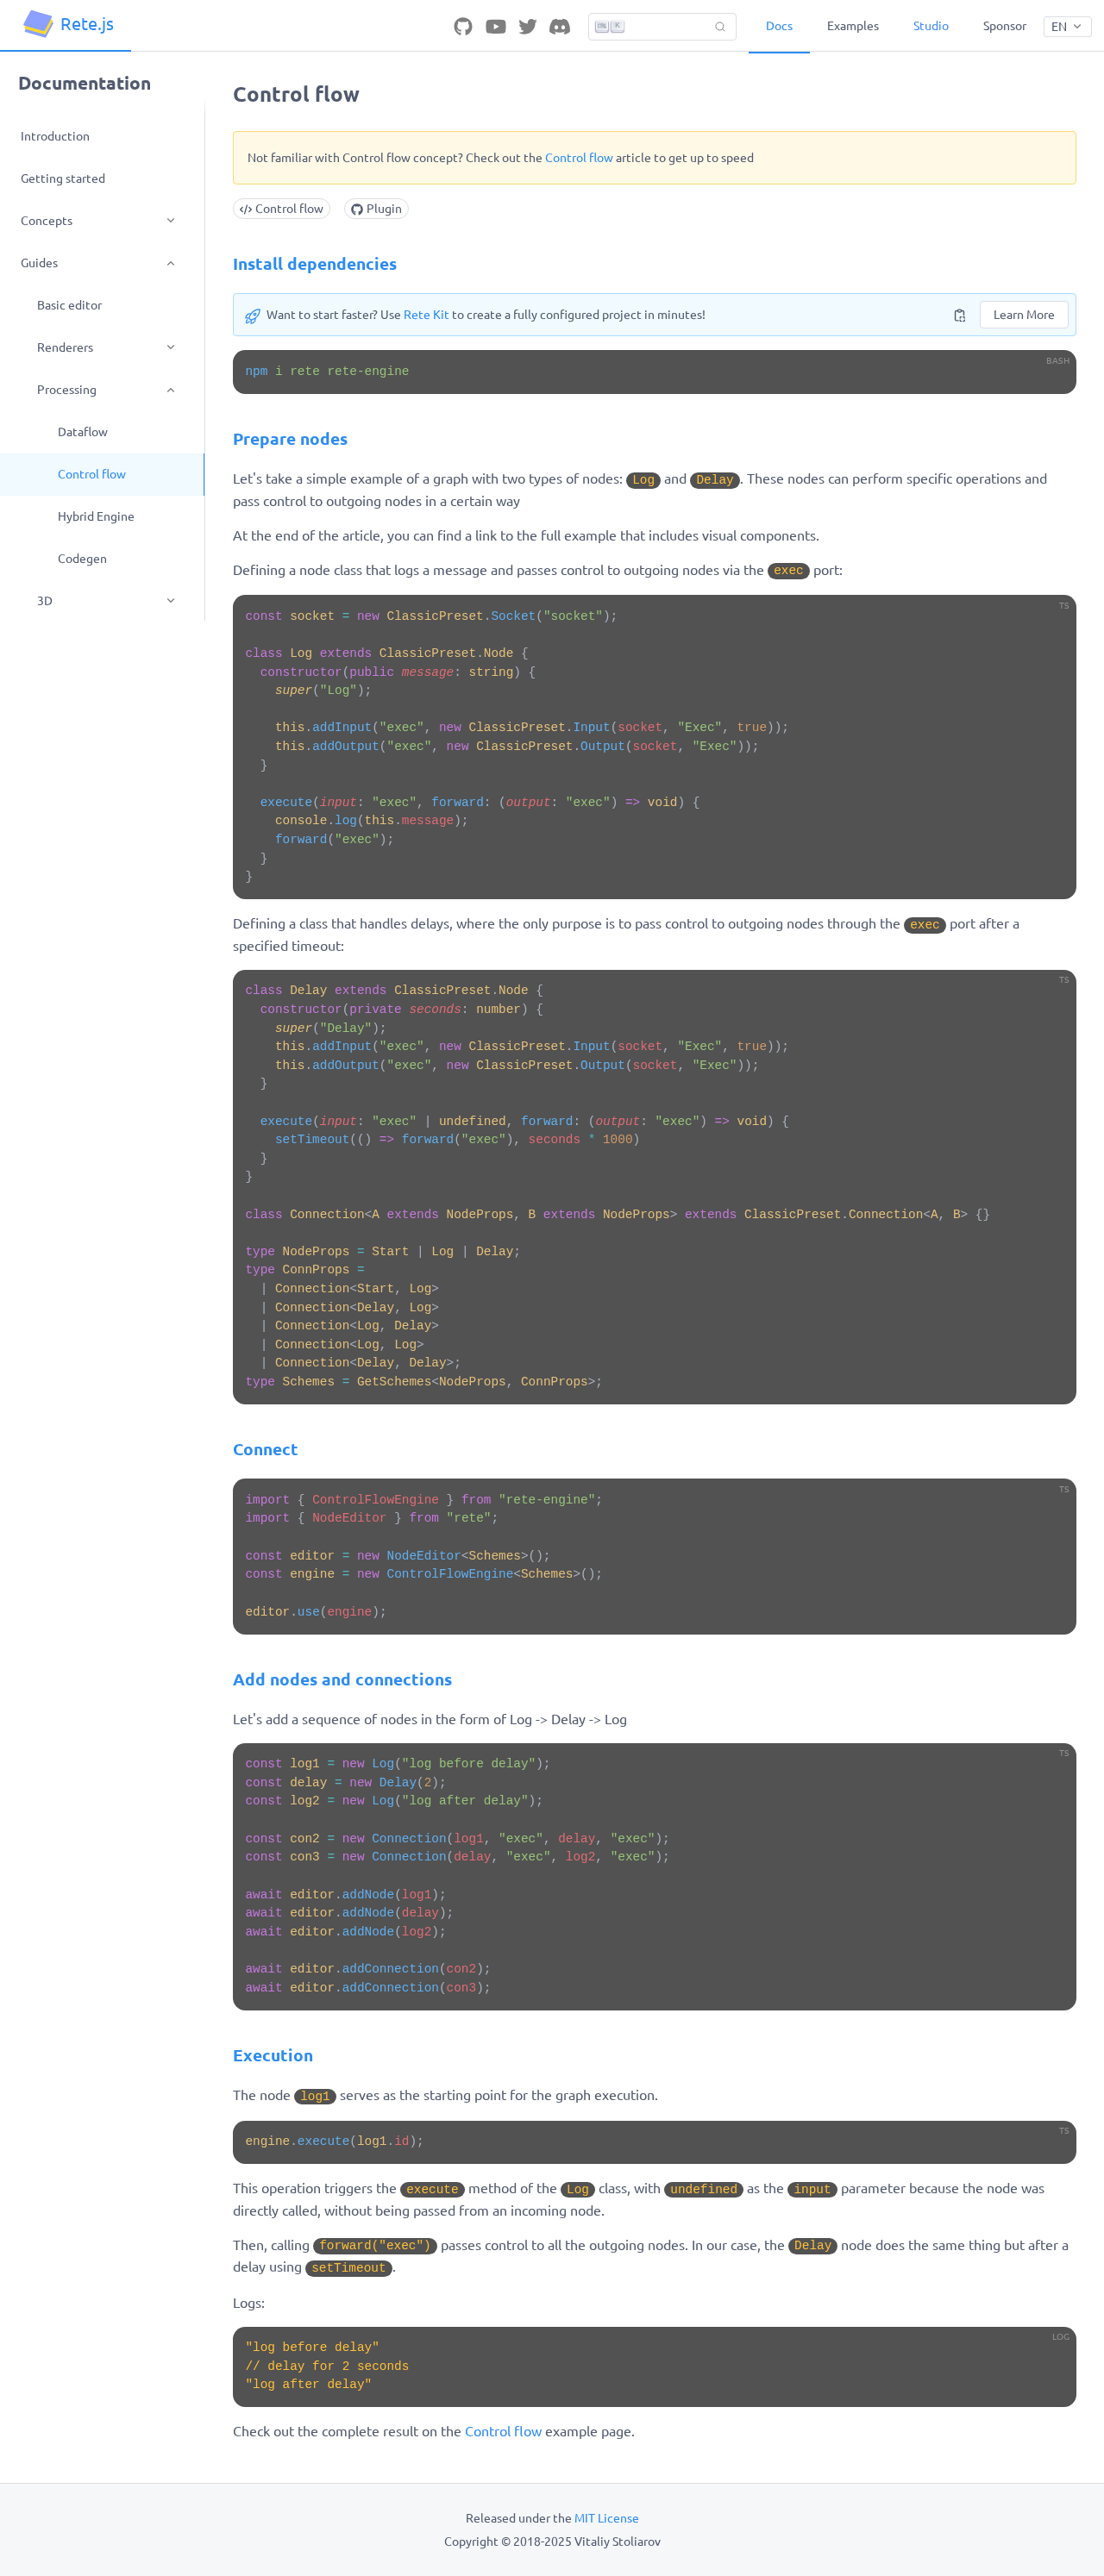 Rete.js
Docs
Examples
Studio
Sponsor
EN
Documentation
Introduction
Getting started
Concepts
Guides
Basic editor
Renderers
Processing
Dataflow
Control flow
Hybrid Engine
Codegen
3D
Control flow
Not familiar with Control flow concept? Check out the Control flow article to get up to speed
Control flow
Plugin
Install dependencies
Want to start faster? Use Rete Kit to create a fully configured project in minutes!
Learn More
BASH
npm i rete rete-engine
Prepare nodes
Let's take a simple example of a graph with two types of nodes: Log and Delay. These nodes can perform specific operations and
pass control to outgoing nodes in a certain way
At the end of the article, you can find a link to the full example that includes visual components.
Defining a node class that logs a message and passes control to outgoing nodes via the exec port:
TS
const socket = new ClassicPreset.Socket("socket");
class Log extends ClassicPreset.Node {
constructor(public message: string) {
super("Log");
this.addInput("exec", new ClassicPreset.Input(socket, "Exec", true));
this.addOutput("exec", new ClassicPreset.Output(socket, "Exec"));
}
execute(input: "exec", forward: (output: "exec") => void) {
console.log(this.message);
forward("exec");
}
}
Defining a class that handles delays, where the only purpose is to pass control to outgoing nodes through the exec port after a
specified timeout:
TS
class Delay extends ClassicPreset.Node {
constructor(private seconds: number) {
super("Delay");
this.addInput("exec", new ClassicPreset.Input(socket, "Exec", true));
this.addOutput("exec", new ClassicPreset.Output(socket, "Exec"));
}
execute(input: "exec" | undefined, forward: (output: "exec") => void) {
setTimeout(() => forward("exec"), seconds * 1000)
}
}
class Connection<A extends NodeProps, B extends NodeProps> extends ClassicPreset.Connection<A, B> {}
type NodeProps = Start | Log | Delay;
type ConnProps =
| Connection<Start, Log>
| Connection<Delay, Log>
| Connection<Log, Delay>
| Connection<Log, Log>
| Connection<Delay, Delay>;
type Schemes = GetSchemes<NodeProps, ConnProps>;
Connect
TS
import { ControlFlowEngine } from "rete-engine";
import { NodeEditor } from "rete";
const editor = new NodeEditor<Schemes>();
const engine = new ControlFlowEngine<Schemes>();
editor.use(engine);
Add nodes and connections
Let's add a sequence of nodes in the form of Log -> Delay -> Log
TS
const log1 = new Log("log before delay");
const delay = new Delay(2);
const log2 = new Log("log after delay");
const con2 = new Connection(log1, "exec", delay, "exec");
const con3 = new Connection(delay, "exec", log2, "exec");
await editor.addNode(log1);
await editor.addNode(delay);
await editor.addNode(log2);
await editor.addConnection(con2);
await editor.addConnection(con3);
Execution
The node log1 serves as the starting point for the graph execution.
TS
engine.execute(log1.id);
This operation triggers the execute method of the Log class, with undefined as the input parameter because the node was
directly called, without being passed from an incoming node.
Then, calling forward("exec") passes control to all the outgoing nodes. In our case, the Delay node does the same thing but after a
delay using setTimeout.
Logs:
LOG
"log before delay"
// delay for 2 seconds
"log after delay"
Check out the complete result on the Control flow example page.
Released under the MIT License
Copyright © 2018-2025 Vitaliy Stoliarov